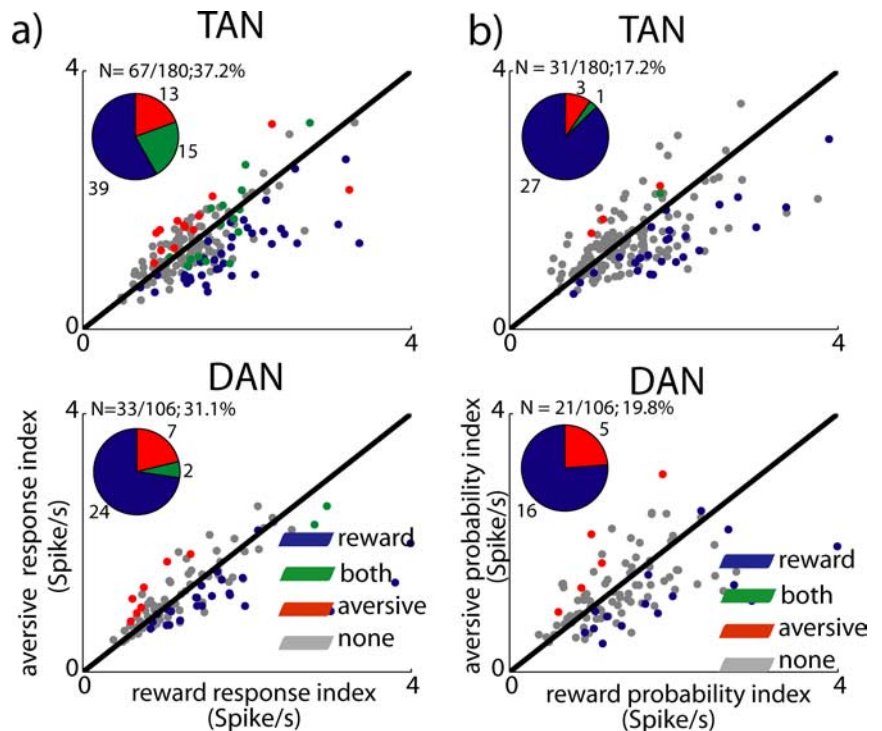 a)
TAN
N= 67/180;37.2%
4
13
15
39
0
0
4
b)
TAN
N = 31/180;17.2%
4
3
1
27
0
0
4
DAN
N=33/106; 31.1%
4
7
2
24
reward
both
aversive
none
aversive response index
(Spike/s)
0
0
4
reward response index
(Spike/s)
DAN
N = 21/106; 19.8%
4
5
16
reward
both
aversive
none
aversive probability index
(Spike/s)
0
0
4
reward probability index
(Spike/s)